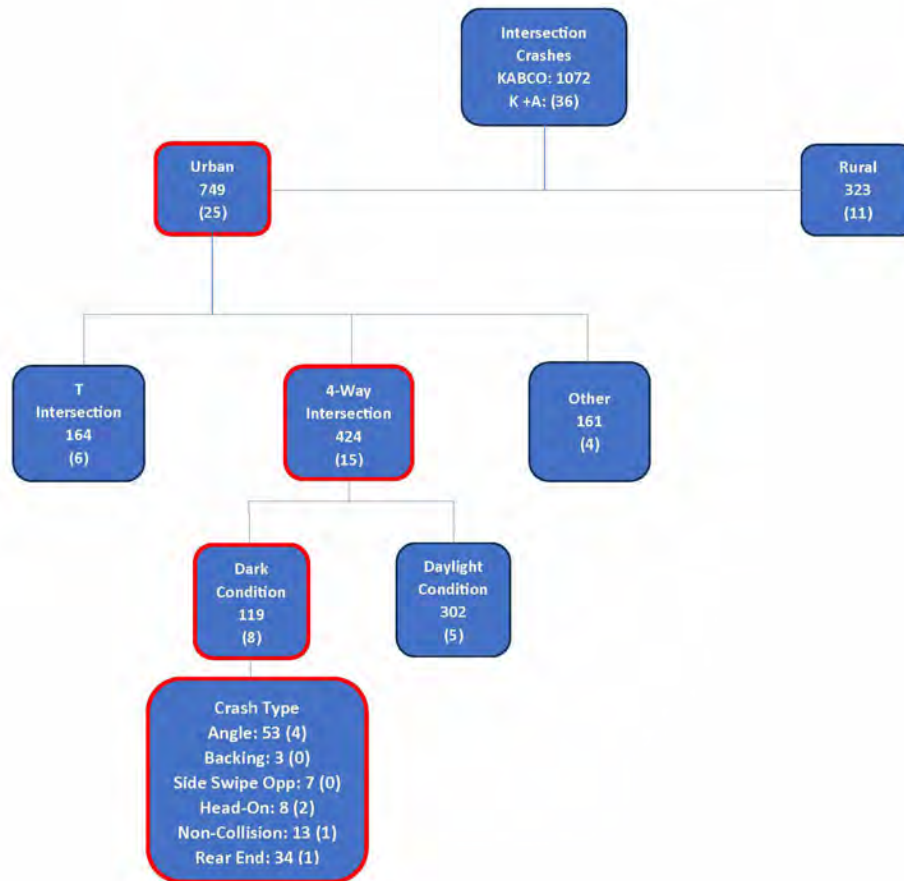 Intersection
Crashes
KABCO: 1072
K +A: (36)
Urban
749
(25)
Rural
323
(11)
T
Intersection
164
(6)
4-Way
Intersection
424
(15)
Other
161
(4)
Dark
Condition
119
(8)
Daylight
Condition
302
(5)
Crash Type
Angle: 53 (4)
Backing: 3 (0)
Side Swipe Opp: 7 (0)
Head-On: 8 (2)
Non-Collision: 13 (1)
Rear End: 34 (1)